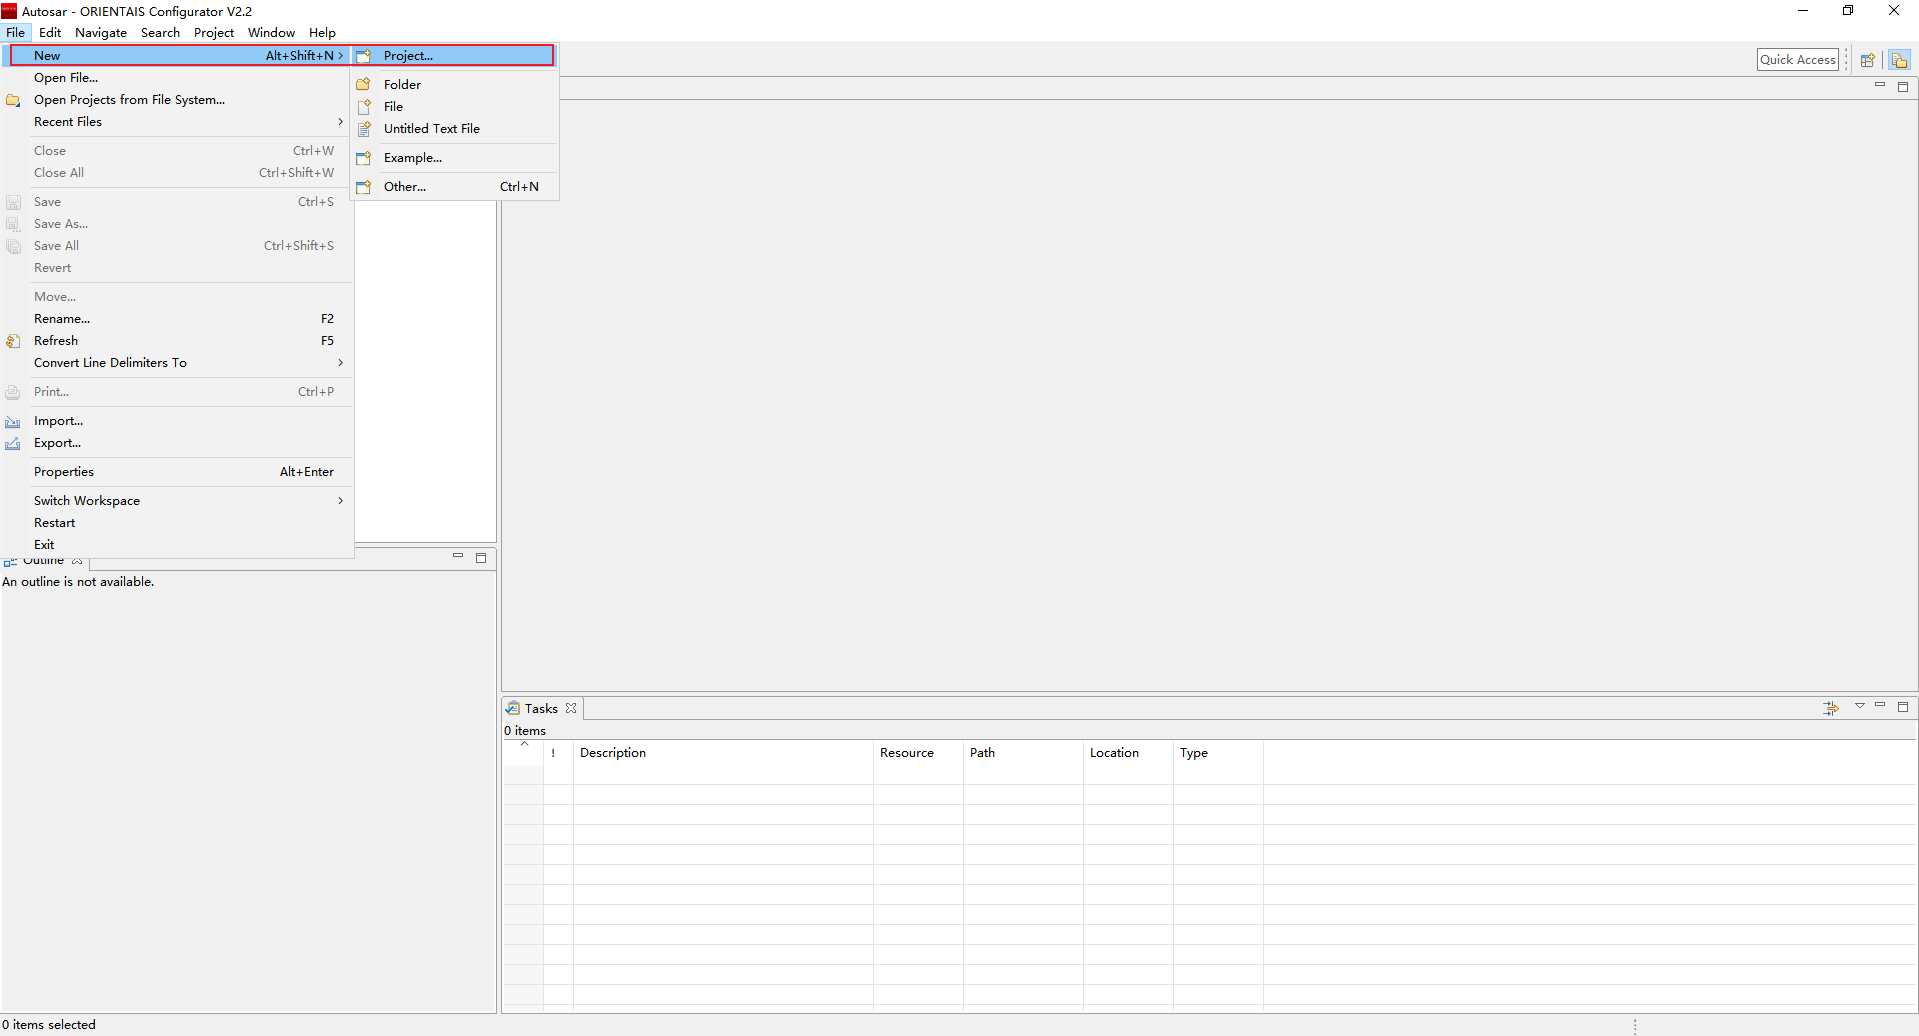 Autosar - ORIENTAIS Configurator V2.2
File Edit Navigate Search Project Window Help
New Alt+Shift+N
Open File...
Open Projects from File System...
Recent Files
Close Ctrl+W
Close All Ctrl+Shift+W
Save Ctrl+S
Save As...
Save All Ctrl+Shift+S
Revert
Move...
Rename... F2
Refresh F5
Convert Line Delimiters To
Print... Ctrl+P
Import...
Export...
Properties Alt+Enter
Switch Workspace
Restart
Exit
Project...
Folder
File
Untitled Text File
Example...
Other... Ctrl+N
Quick Access
Outline
An outline is not available.
Tasks
0 items
! Description Resource Path Location Type
0 items selected